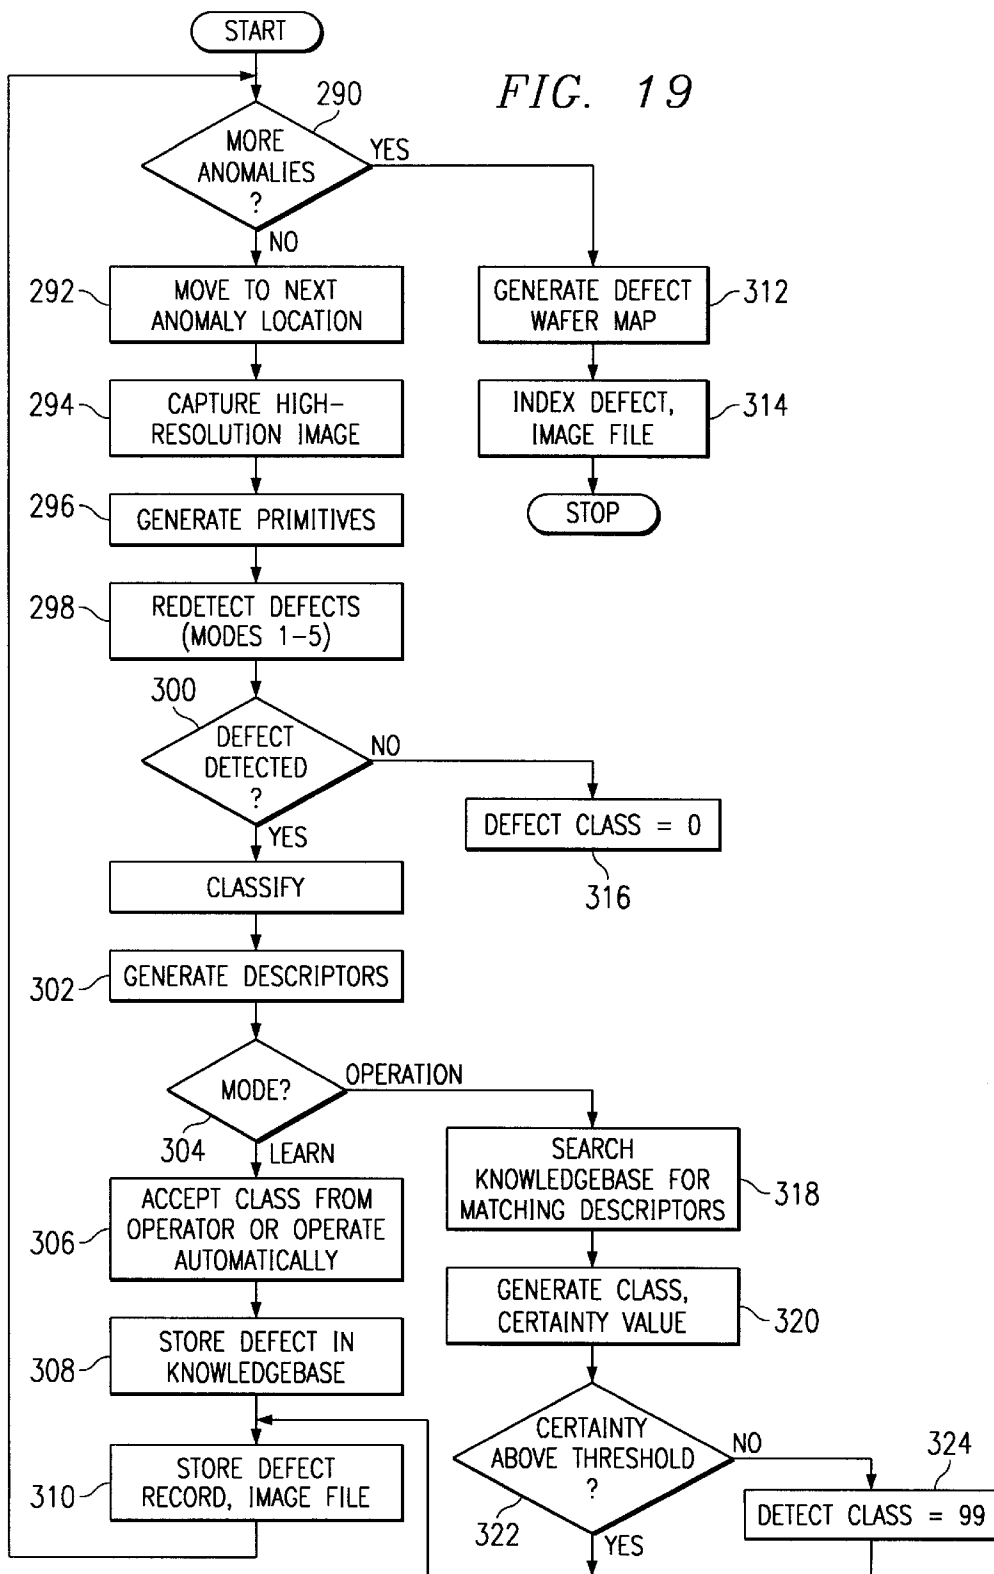 START
FIG. 19
290
MORE
ANOMALIES
?
YES
NO
292
MOVE TO NEXT
ANOMALY LOCATION
GENERATE DEFECT
WAFER MAP
312
294
CAPTURE HIGH-
RESOLUTION IMAGE
INDEX DEFECT,
IMAGE FILE
314
296
GENERATE PRIMITIVES
STOP
298
REDETECT DEFECTS
(MODES 1-5)
300
DEFECT
DETECTED
?
NO
YES
DEFECT CLASS = 0
316
CLASSIFY
302
GENERATE DESCRIPTORS
MODE?
OPERATION
304
LEARN
SEARCH
KNOWLEDGEBASE FOR
MATCHING DESCRIPTORS
318
306
ACCEPT CLASS FROM
OPERATOR OR OPERATE
AUTOMATICALLY
GENERATE CLASS,
CERTAINTY VALUE
320
308
STORE DEFECT IN
KNOWLEDGEBASE
CERTAINTY
ABOVE THRESHOLD
?
NO
322
YES
324
DETECT CLASS = 99
310
STORE DEFECT
RECORD, IMAGE FILE